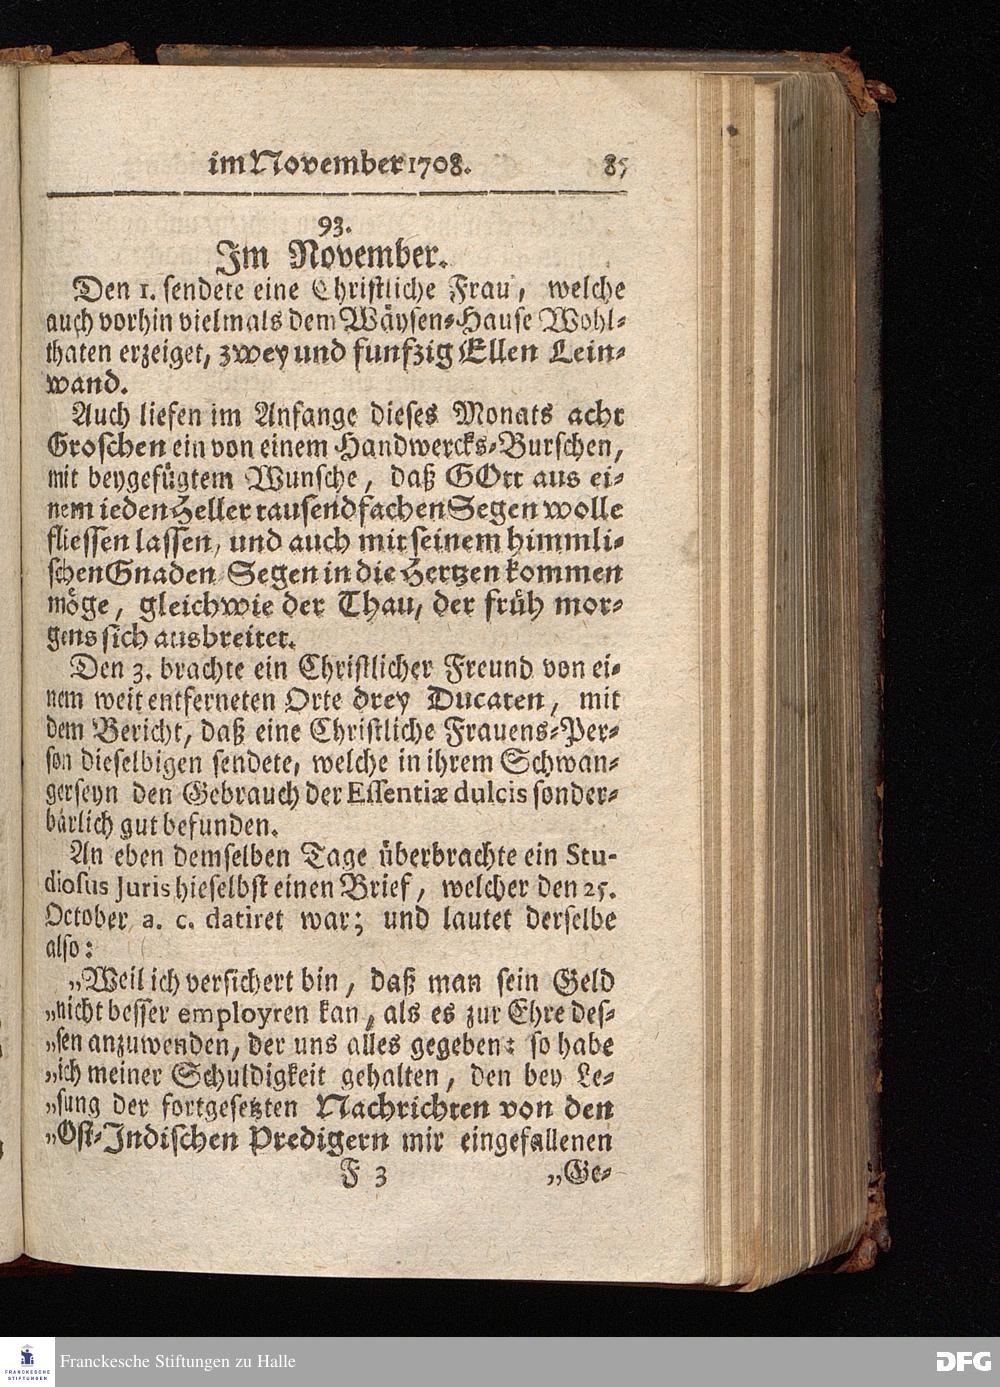 im November 1708. 85
93.
Im November.
Den 1. sendete eine Christliche Frau, welche
auch vorhin vielmals dem Wäysen-Hause Wohl-
thaten erzeiget, zwey und funfzig Ellen Lein-
wand.
Auch liefen im Anfange dieses Monats acht
Groschen ein von einem Handwercks-Burschen,
mit beygefügtem Wunsche, daß GOtt aus ei-
nem ieden Heller tausendfachen Segen wolle
fliessen lassen, und auch mit seinem himmli-
schen Gnaden-Segen in die Hertzen kommen
möge, gleichwie der Thau, der früh mor-
gens sich ausbreitet.
Den 3. brachte ein Christlicher Freund von ei-
nem weit entferneten Orte drey Ducaten, mit
dem Bericht, daß eine Christliche Frauens-Per-
son dieselbigen sendete, welche in ihrem Schwan-
gerseyn den Gebrauch der Essentiæ dulcis sonder-
bärlich gut befunden.
An eben demselben Tage überbrachte ein Stu-
diosus Juris hieselbst einen Brief, welcher den 25.
October a. c. datiret war; und lautet derselbe
also:
„Weil ich versichert bin, daß man sein Geld
„nicht besser employren kan, als es zur Ehre des-
„sen anzuwenden, der uns alles gegeben: so habe
„ich meiner Schuldigkeit gehalten, den bey Le-
„sung der fortgesetzten Nachrichten von den
„Ost-Indischen Predigern mir eingefallenen
F 3 „Ge-
FRANCKESCHE STIFTUNGEN
Franckesche Stiftungen zu Halle
DFG